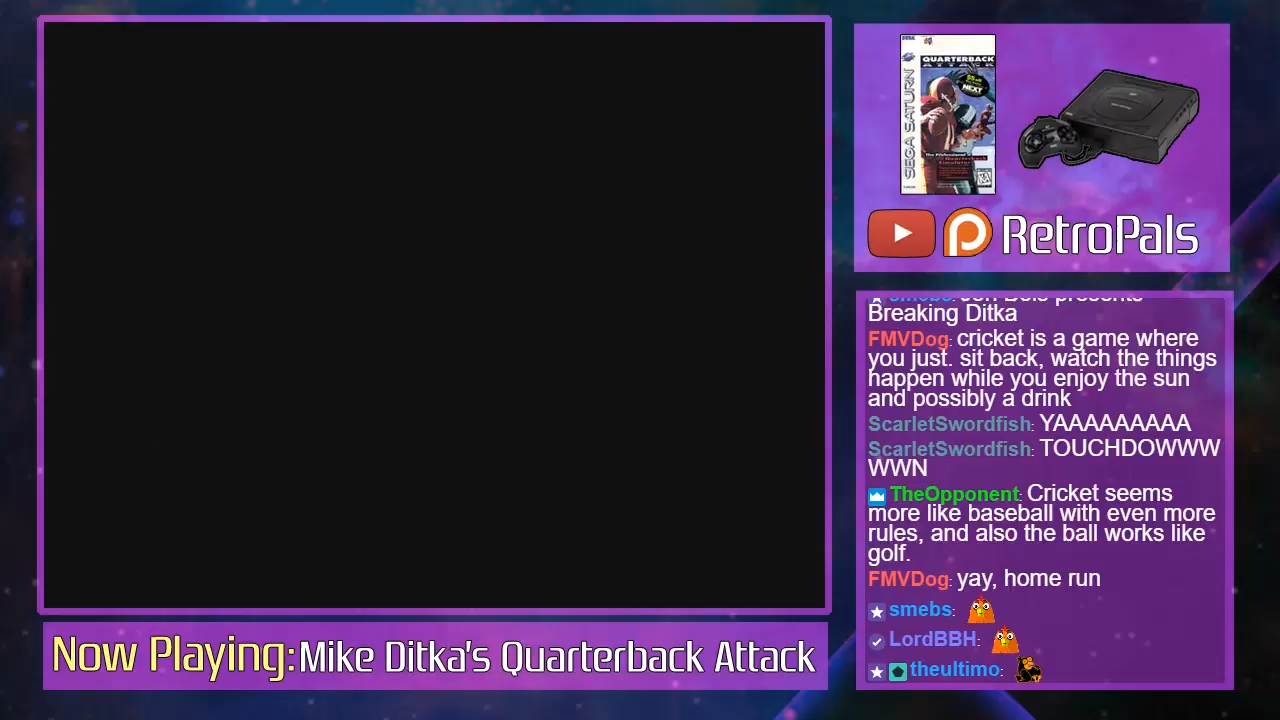 SEGA
QUARTERBACK
ATTACK
NEXT
SEGA SATURN
RetroPals
Breaking Ditka
FMVDog: cricket is a game where
you just. sit back, watch the things
happen while you enjoy the sun
and possibly a drink
ScarletSwordfish: YAAAAAAAAA
ScarletSwordfish: TOUCHDOWWW
WWN
TheOpponent: Cricket seems
more like baseball with even more
rules, and also the ball works like
golf.
FMVDog: yay, home run
smebs:
LordBBH:
theultimo:
Now Playing:Mike Ditka's Quarterback Attack